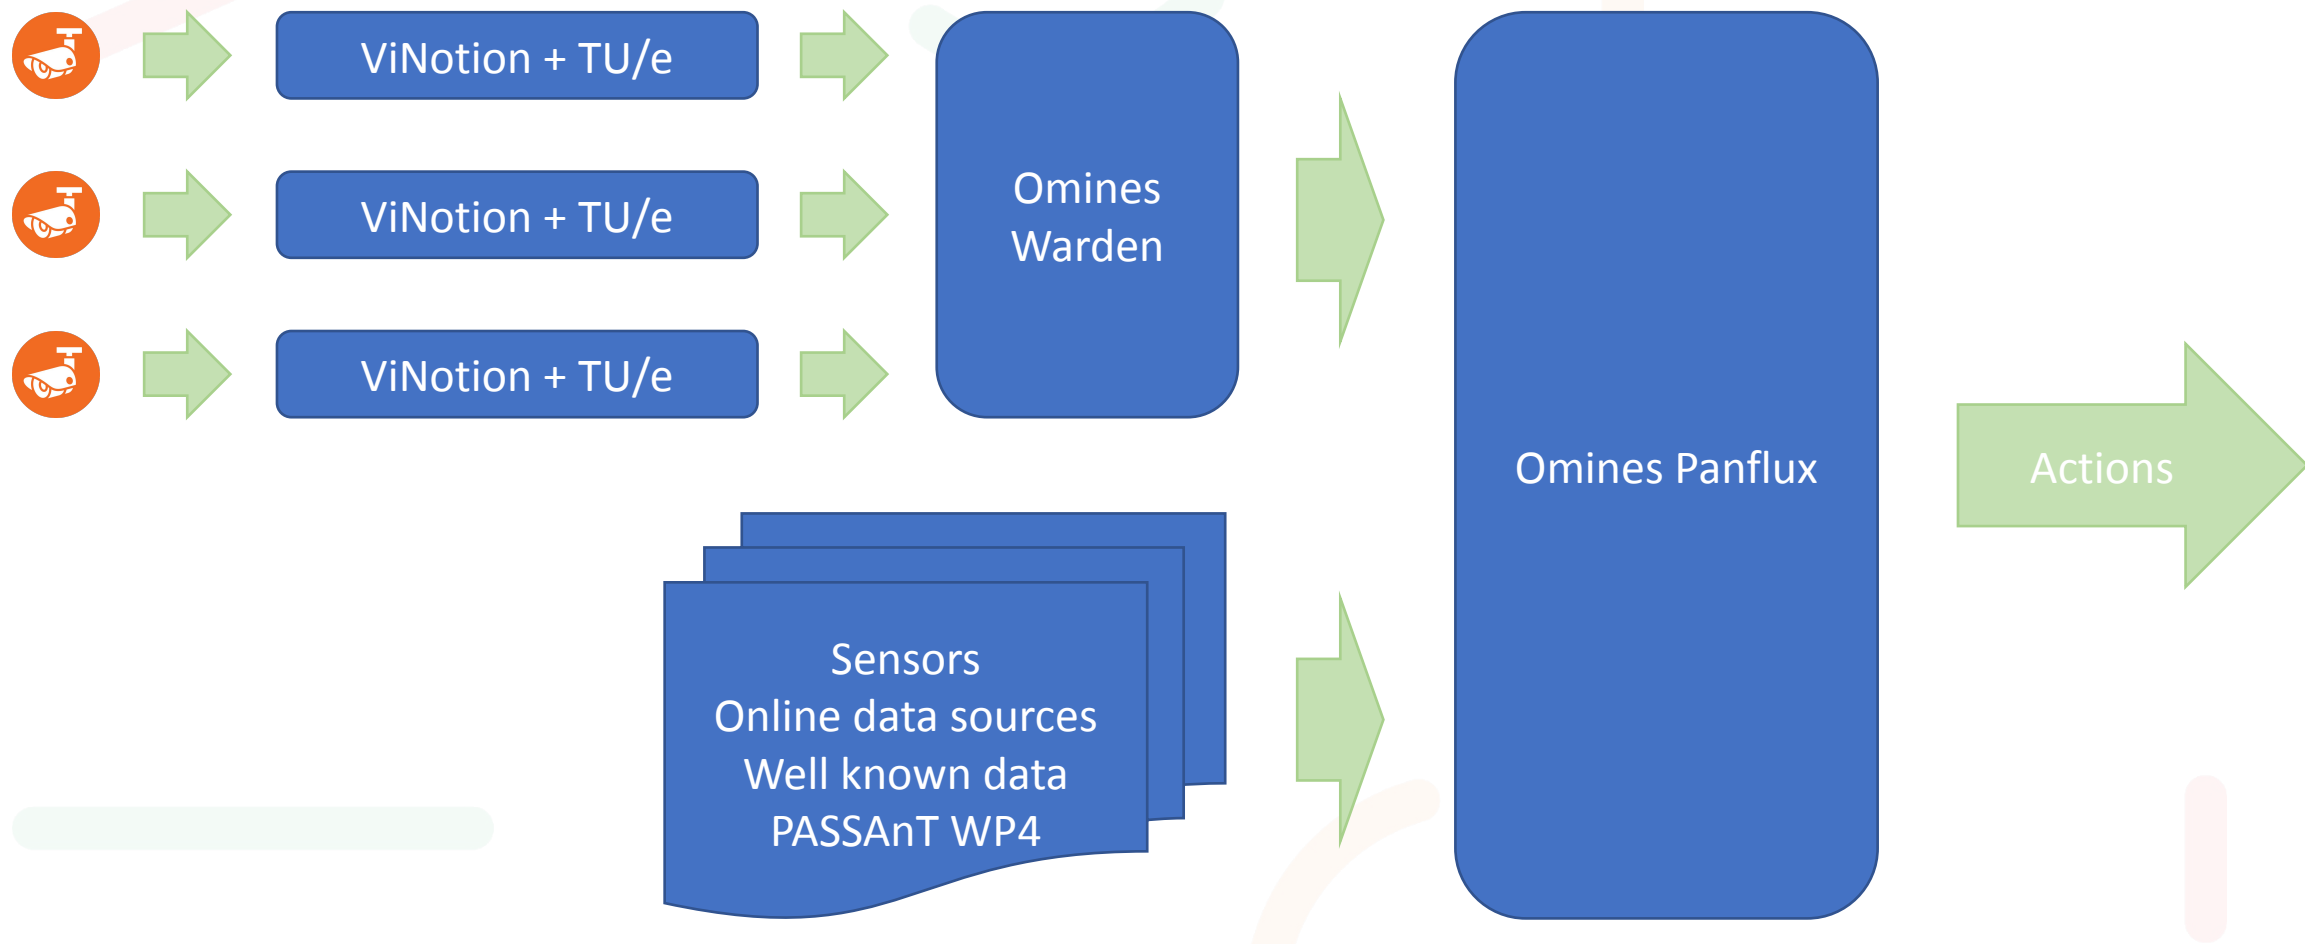 ViNotion + TU/e
ViNotion + TU/e
ViNotion + TU/e
Omines
Warden
Omines Panflux
Actions
Sensors
Online data sources
Well known data
PASSAnT WP4